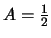 A = 1/2